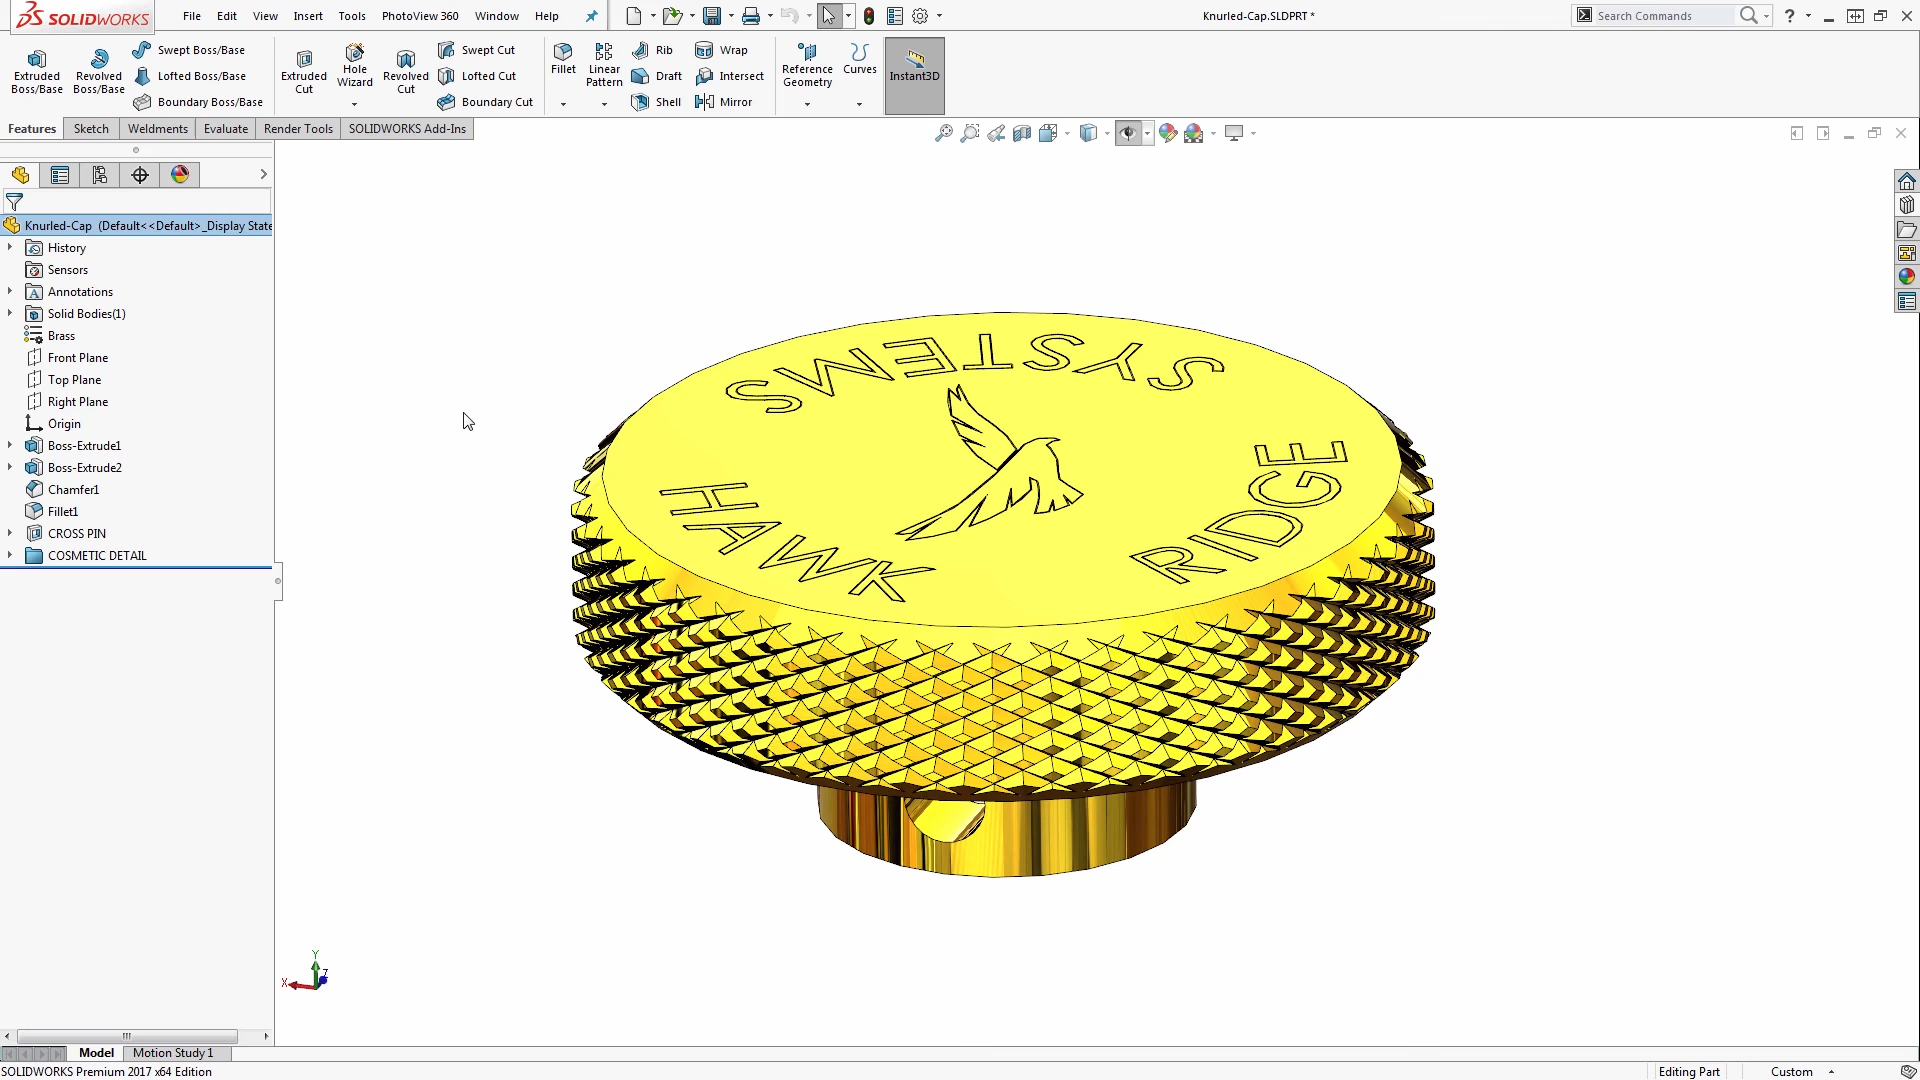 SOLIDWORKS
File Edit View Insert Tools PhotoView 360 Window Help
Knurled-Cap.SLDPRT *
Search Commands
Extruded Boss/Base
Revolved Boss/Base
Swept Boss/Base
Lofted Boss/Base
Boundary Boss/Base
Extruded Cut
Hole Wizard
Revolved Cut
Swept Cut
Lofted Cut
Boundary Cut
Fillet
Linear Pattern
Rib
Draft
Shell
Wrap
Intersect
Mirror
Reference Geometry
Curves
Instant3D
Features Sketch Weldments Evaluate Render Tools SOLIDWORKS Add-Ins
Knurled-Cap (Default<<Default>_Display State
History
Sensors
Annotations
Solid Bodies(1)
Brass
Front Plane
Top Plane
Right Plane
Origin
Boss-Extrude1
Boss-Extrude2
Chamfer1
Fillet1
CROSS PIN
COSMETIC DETAIL
HAWK
RIDGE
SYSTEMS
Y
X
Z
Model Motion Study 1
SOLIDWORKS Premium 2017 x64 Edition
Editing Part
Custom